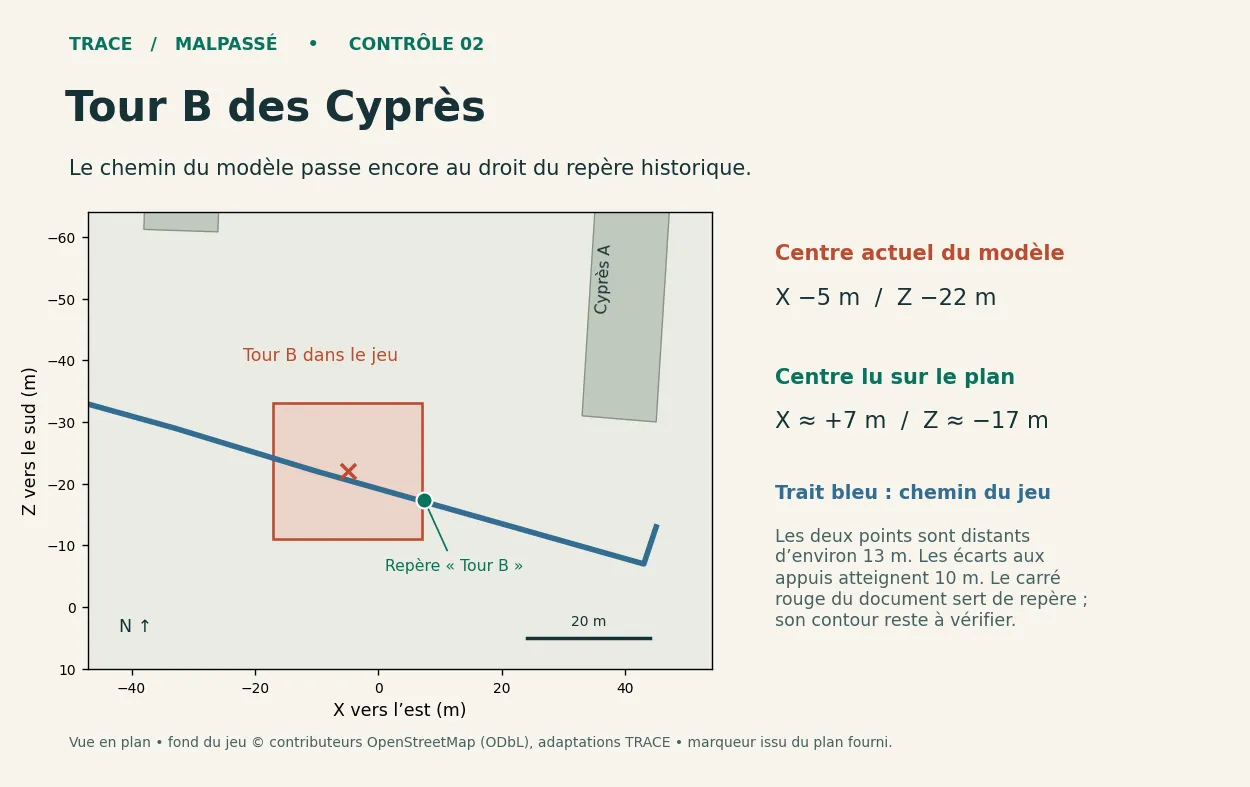 TRACE / MALPASSÉ • CONTRÔLE 02
Tour B des Cyprès
Le chemin du modèle passe encore au droit du repère historique.
−60
−50
−40
−30
−20
−10
0
10
Z vers le sud (m)
Cyprès A
Tour B dans le jeu
Repère « Tour B »
N ↑
20 m
−40
−20
0
20
40
X vers l’est (m)
Centre actuel du modèle
X −5 m / Z −22 m
Centre lu sur le plan
X ≈ +7 m / Z ≈ −17 m
Trait bleu : chemin du jeu
Les deux points sont distants
d’environ 13 m. Les écarts aux
appuis atteignent 10 m. Le carré
rouge du document sert de repère ;
son contour reste à vérifier.
Vue en plan • fond du jeu © contributeurs OpenStreetMap (ODbL), adaptations TRACE • marqueur issu du plan fourni.